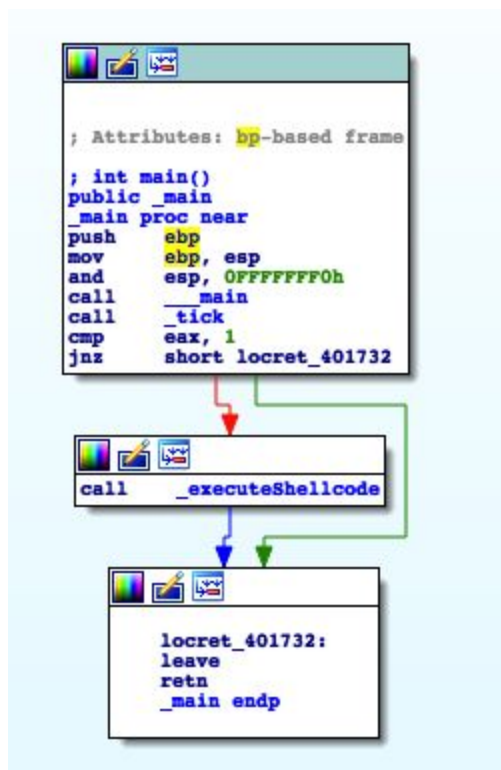 ; Attributes: bp-based frame
; int main()
public _main
_main proc near
push ebp
mov ebp, esp
and esp, 0FFFFFFF0h
call ___main
call _tick
cmp eax, 1
jnz short locret_401732
call _executeShellcode
locret_401732:
leave
retn
_main endp